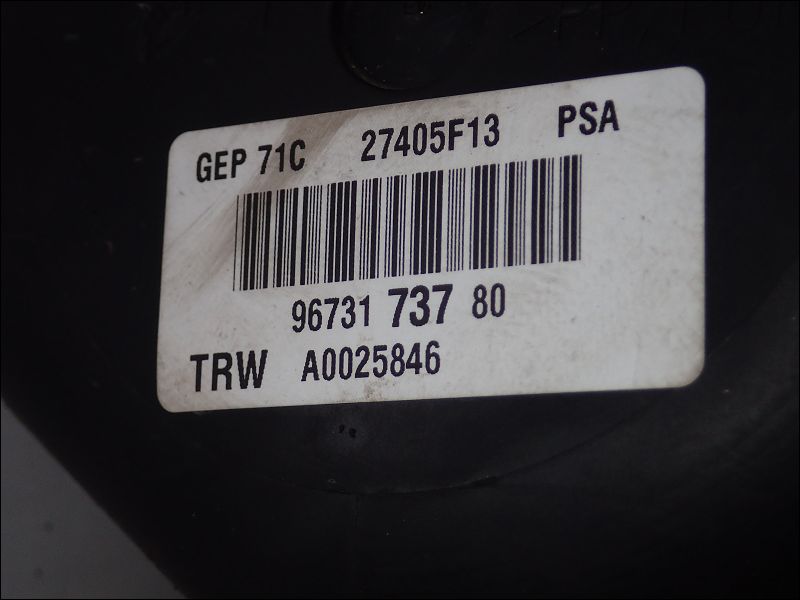 GEP 71C 27405F13 PSA
96731 737 80
TRW A0025846